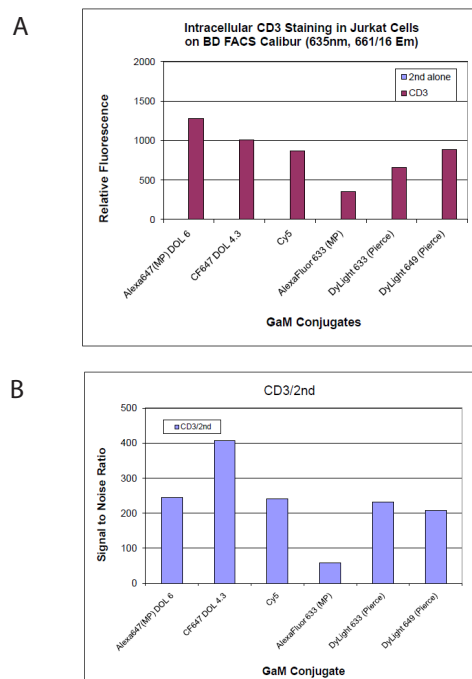 A
Intracellular CD3 Staining in Jurkat Cells
on BD FACS Calibur (635nm, 661/16 Em)
2nd alone
CD3
Relative Fluorescence
2000
1500
1000
500
0
Alexa647(MP) DOL 6
CF647 DOL 4.3
Cy5
AlexaFluor 633 (MP)
DyLight 633 (Pierce)
DyLight 649 (Pierce)
GaM Conjugates
B
CD3/2nd
CD3/2nd
Signal to Noise Ratio
500
400
300
200
100
0
Alexa647(MP) DOL 6
CF647 DOL 4.3
Cy5
AlexaFluor 633 (MP)
DyLight 633 (Pierce)
DyLight 649 (Pierce)
GaM Conjugate